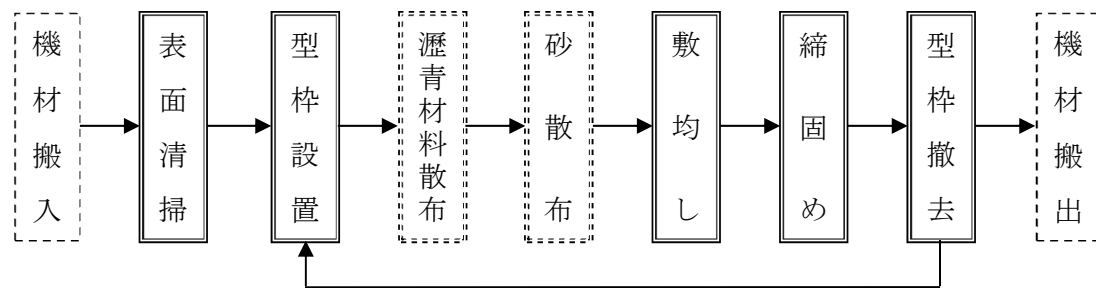 機材搬入
表面清掃
型枠設置
瀝青材料散布
砂散布
敷均し
締固め
型枠撤去
機材搬出